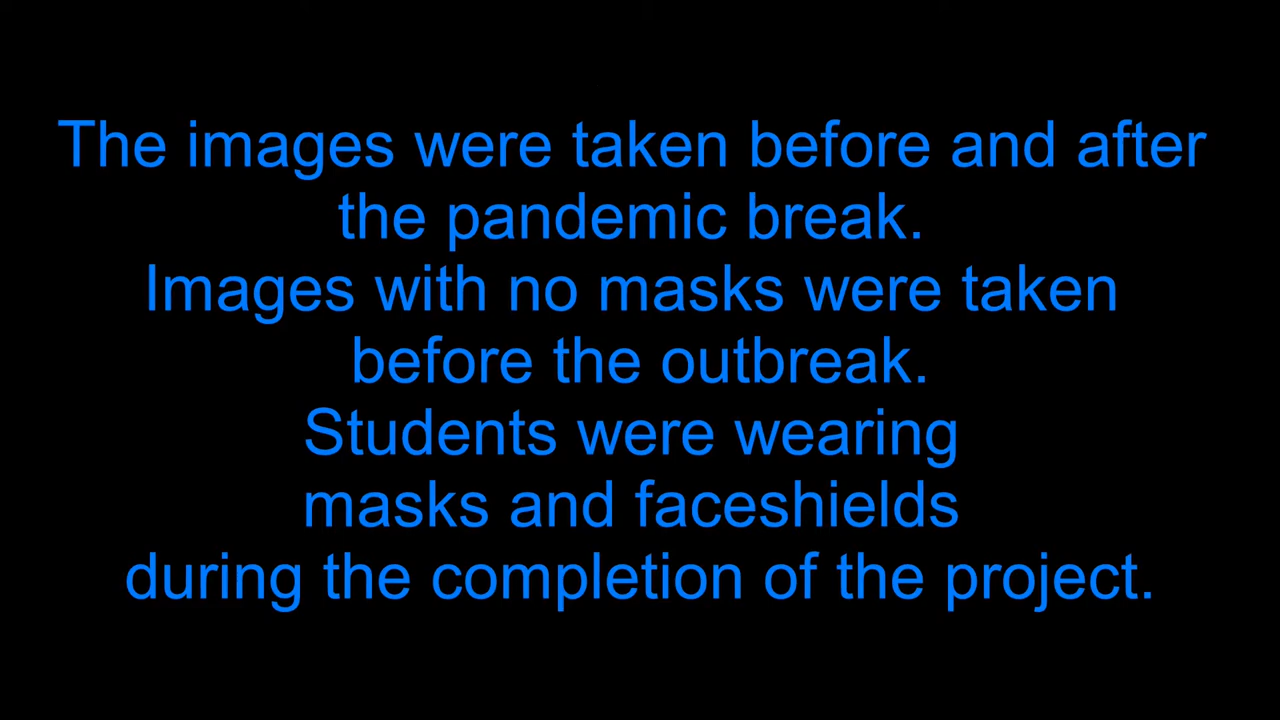 The images were taken before and after
the pandemic break.
Images with no masks were taken
before the outbreak.
Students were wearing
masks and faceshields
during the completion of the project.